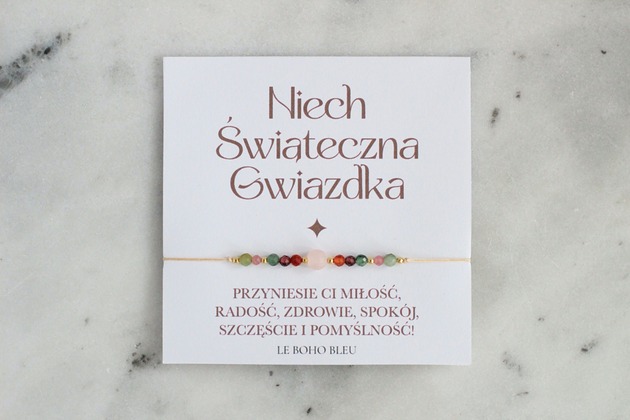 Niech
Świąteczna
Gwiazdka
PRZYNIESIE CI MIŁOŚĆ,
RADOŚĆ, ZDROWIE, SPOKÓJ,
SZCZĘŚCIE I POMYŚLNOŚĆ!
LE BOHO BLEU